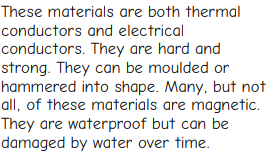 These materials are both thermal
conductors and electrical
conductors. They are hard and
strong. They can be moulded or
hammered into shape. Many, but not
all, of these materials are magnetic.
They are waterproof but can be
damaged by water over time.